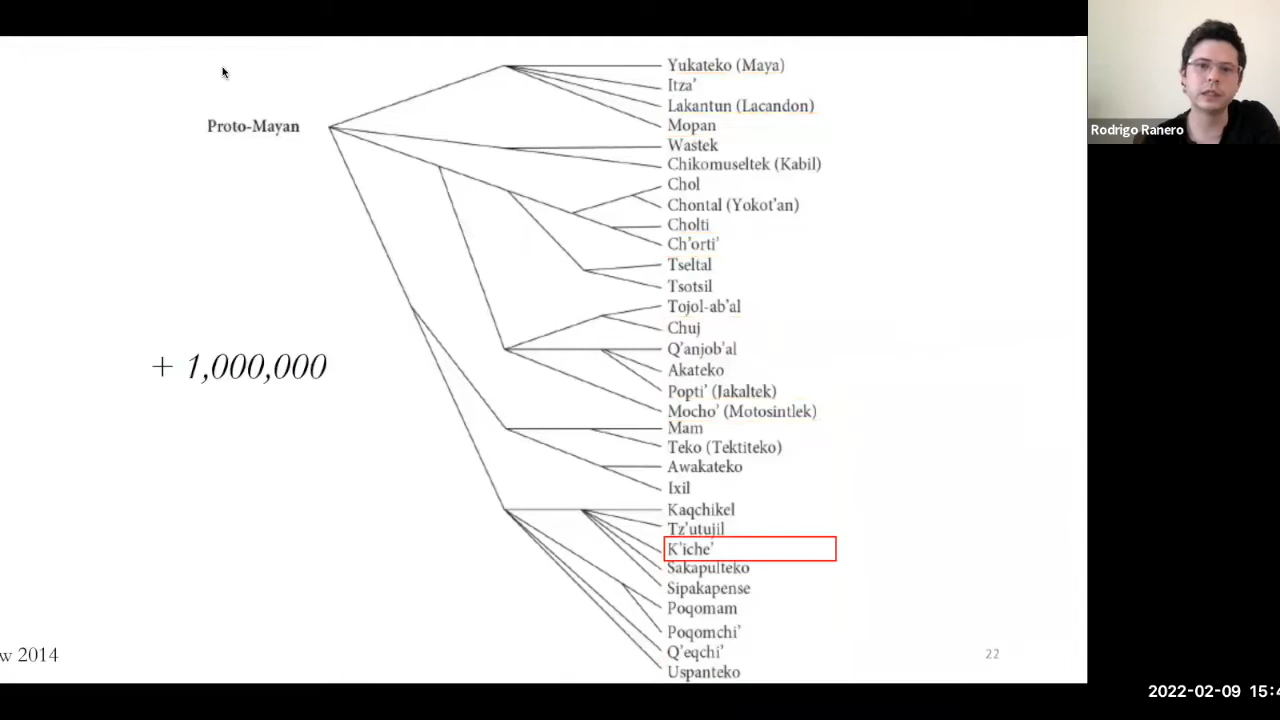 Yukateko (Maya)
Itza'
Lakantun (Lacandon)
Proto-Mayan
Mopan
Wastek
Chikomuseltek (Kabil)
Chol
Chontal (Yokot'an)
Cholti
Ch'orti'
Tseltal
Tsotsil
Tojol-ab'al
Chuj
Q'anjob'al
+ 1,000,000
Akateko
Popti' (Jakaltek)
Mocho' (Motosintlek)
Mam
Teko (Tektiteko)
Awakateko
Ixil
Kaqchikel
Tz'utujil
K'iche'
Sakapulteko
Sipakapense
Poqomam
Poqomchi'
Q'eqchi'
Uspanteko
w 2014
22
Rodrigo Ranero
2022-02-09 15:4